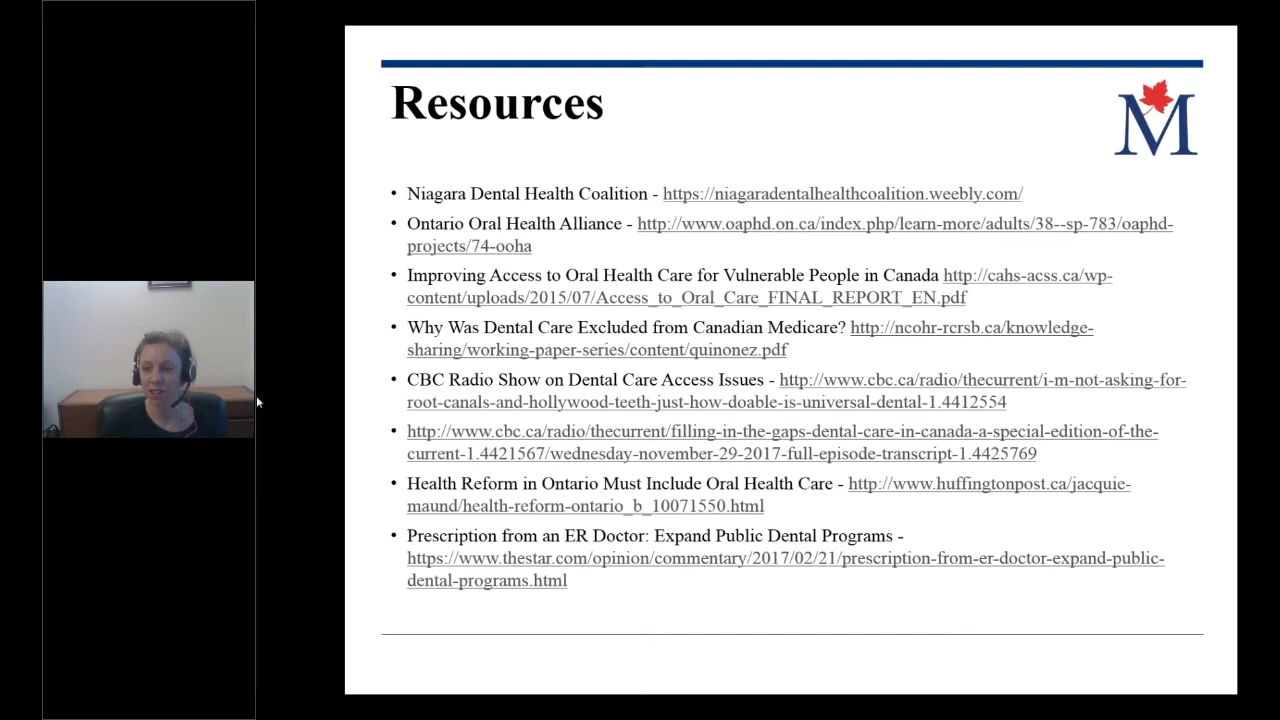 Resources
M
• Niagara Dental Health Coalition - https://niagaradentalhealthcoalition.weebly.com/
• Ontario Oral Health Alliance - http://www.oaphd.on.ca/index.php/learn-more/adults/38--sp-783/oaphd-
projects/74-ooha
• Improving Access to Oral Health Care for Vulnerable People in Canada http://cahs-acss.ca/wp-
content/uploads/2015/07/Access_to_Oral_Care_FINAL_REPORT_EN.pdf
• Why Was Dental Care Excluded from Canadian Medicare? http://ncohr-rcrsb.ca/knowledge-
sharing/working-paper-series/content/quinonez.pdf
• CBC Radio Show on Dental Care Access Issues - http://www.cbc.ca/radio/thecurrent/i-m-not-asking-for-
root-canals-and-hollywood-teeth-just-how-doable-is-universal-dental-1.4412554
• http://www.cbc.ca/radio/thecurrent/filling-in-the-gaps-dental-care-in-canada-a-special-edition-of-the-
current-1.4421567/wednesday-november-29-2017-full-episode-transcript-1.4425769
• Health Reform in Ontario Must Include Oral Health Care - http://www.huffingtonpost.ca/jacquie-
maund/health-reform-ontario_b_10071550.html
• Prescription from an ER Doctor: Expand Public Dental Programs -
https://www.thestar.com/opinion/commentary/2017/02/21/prescription-from-er-doctor-expand-public-
dental-programs.html